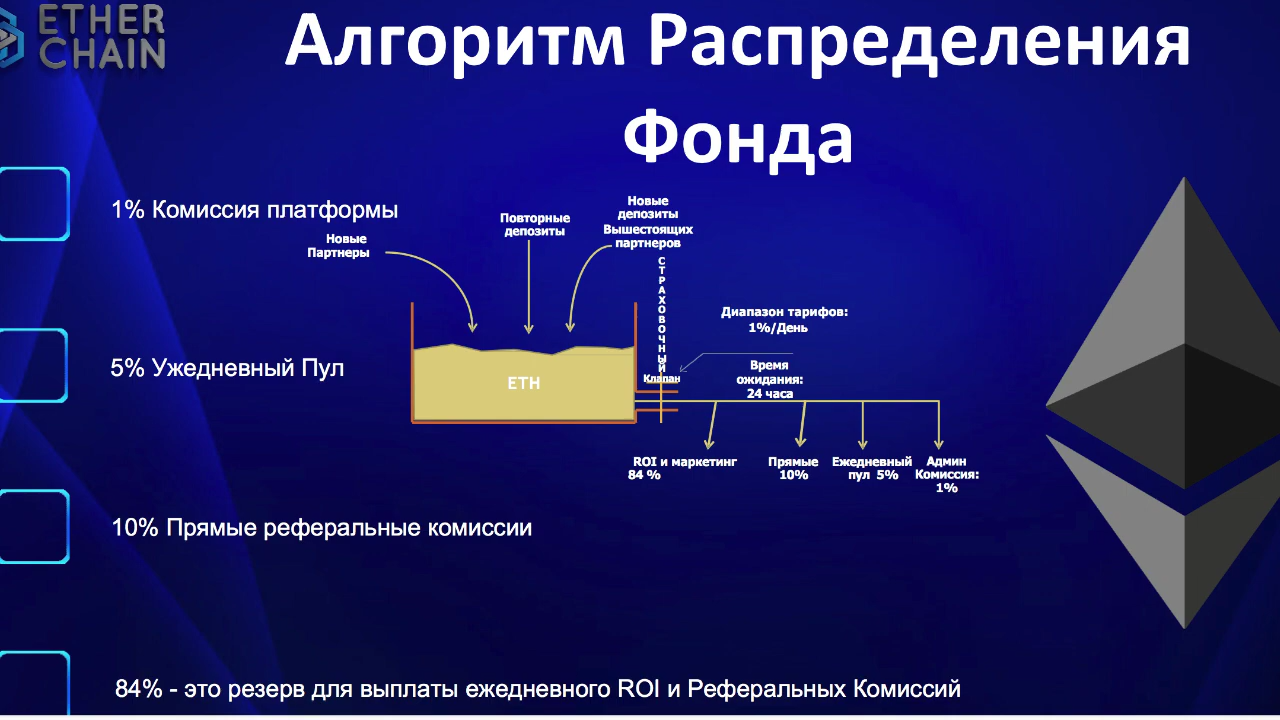 ETHER
CHAIN
Алгоритм Распределения
Фонда
1% Комиссия платформы
Новые
Партнеры
Повторные
депозиты
Новые
депозиты
Вышестоящих
партнеров
СТРАХОВОЧНЫЙ
Клапан
Диапазон тарифов:
1%/День
Время
ожидания:
24 часа
5% Ужедневный Пул
ETH
ROI и маркетинг
84 %
Прямые
10%
Ежедневный
пул 5%
Админ
Комиссия:
1%
10% Прямые реферальные комиссии
84% - это резерв для выплаты ежедневного ROI и Реферальных Комиссий